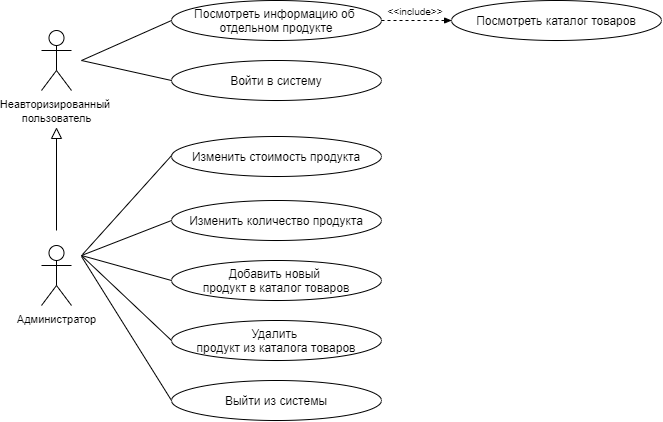 Посмотреть информацию об
отдельном продукте
<<include>>
Посмотреть каталог товаров
Войти в систему
Неавторизированный
пользователь
Изменить стоимость продукта
Изменить количество продукта
Добавить новый
продукт в каталог товаров
Администратор
Удалить
продукт из каталога товаров
Выйти из системы